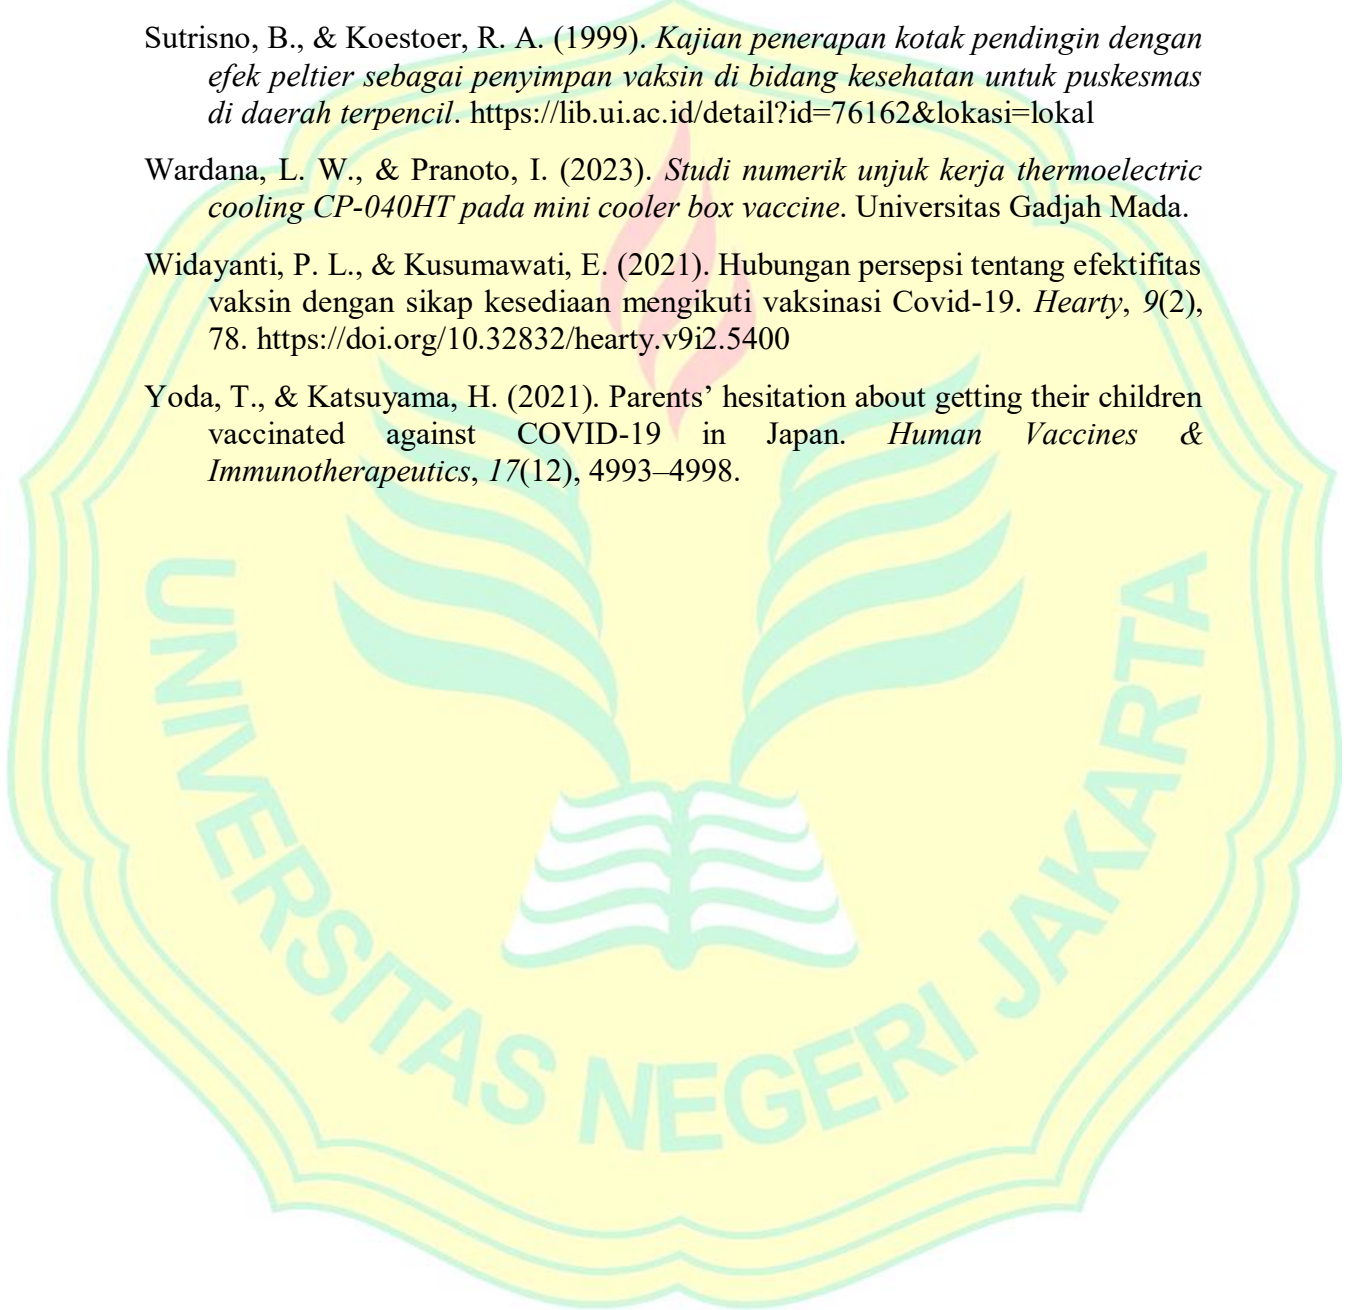 Sutrisno, B., & Koestoer, R. A. (1999). Kajian penerapan kotak pendingin dengan
efek peltier sebagai penyimpan vaksin di bidang kesehatan untuk puskesmas
di daerah terpencil. https://lib.ui.ac.id/detail?id=76162&lokasi=lokal
Wardana, L. W., & Pranoto, I. (2023). Studi numerik unjuk kerja thermoelectric
cooling CP-040HT pada mini cooler box vaccine. Universitas Gadjah Mada.
Widayanti, P. L., & Kusumawati, E. (2021). Hubungan persepsi tentang efektifitas
vaksin dengan sikap kesediaan mengikuti vaksinasi Covid-19. Hearty, 9(2),
78. https://doi.org/10.32832/hearty.v9i2.5400
Yoda, T., & Katsuyama, H. (2021). Parents’ hesitation about getting their children
vaccinated against COVID-19 in Japan. Human Vaccines &
Immunotherapeutics, 17(12), 4993–4998.
UNIVERSITAS NEGERI JAKARTA